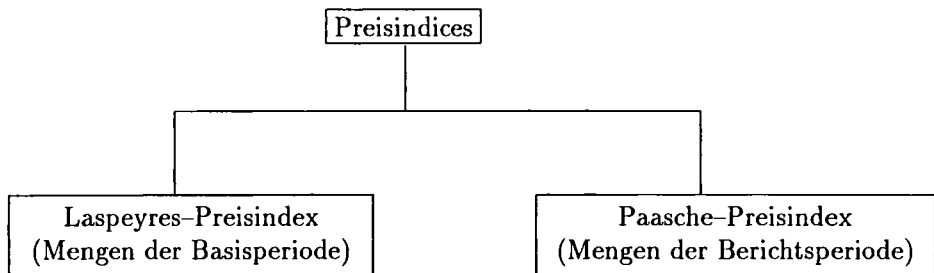 Preisindices
Laspeyres–Preisindex
(Mengen der Basisperiode)
Paasche–Preisindex
(Mengen der Berichtsperiode)